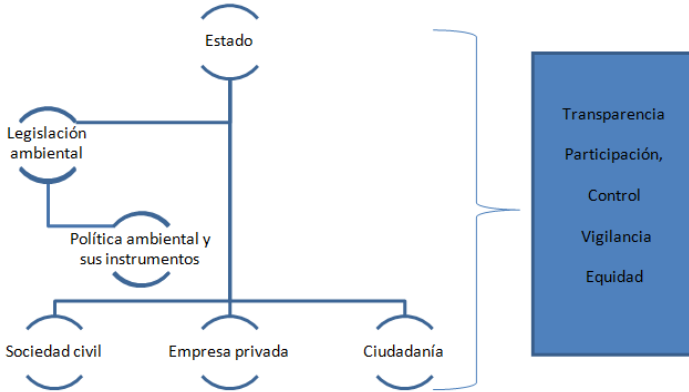 Estado
Legislación
ambiental
Política ambiental y
sus instrumentos
Sociedad civil
Empresa privada
Ciudadanía
Transparencia
Participación,
Control
Vigilancia
Equidad